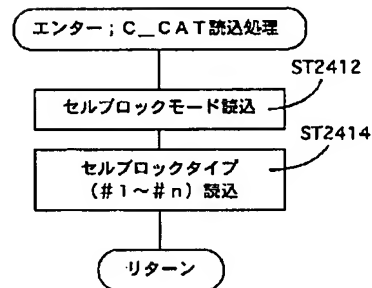 エンター；C＿CAT読込処理
ST2412
セルブロックモード読込
ST2414
セルブロックタイプ
（＃1～＃n）読込
リターン